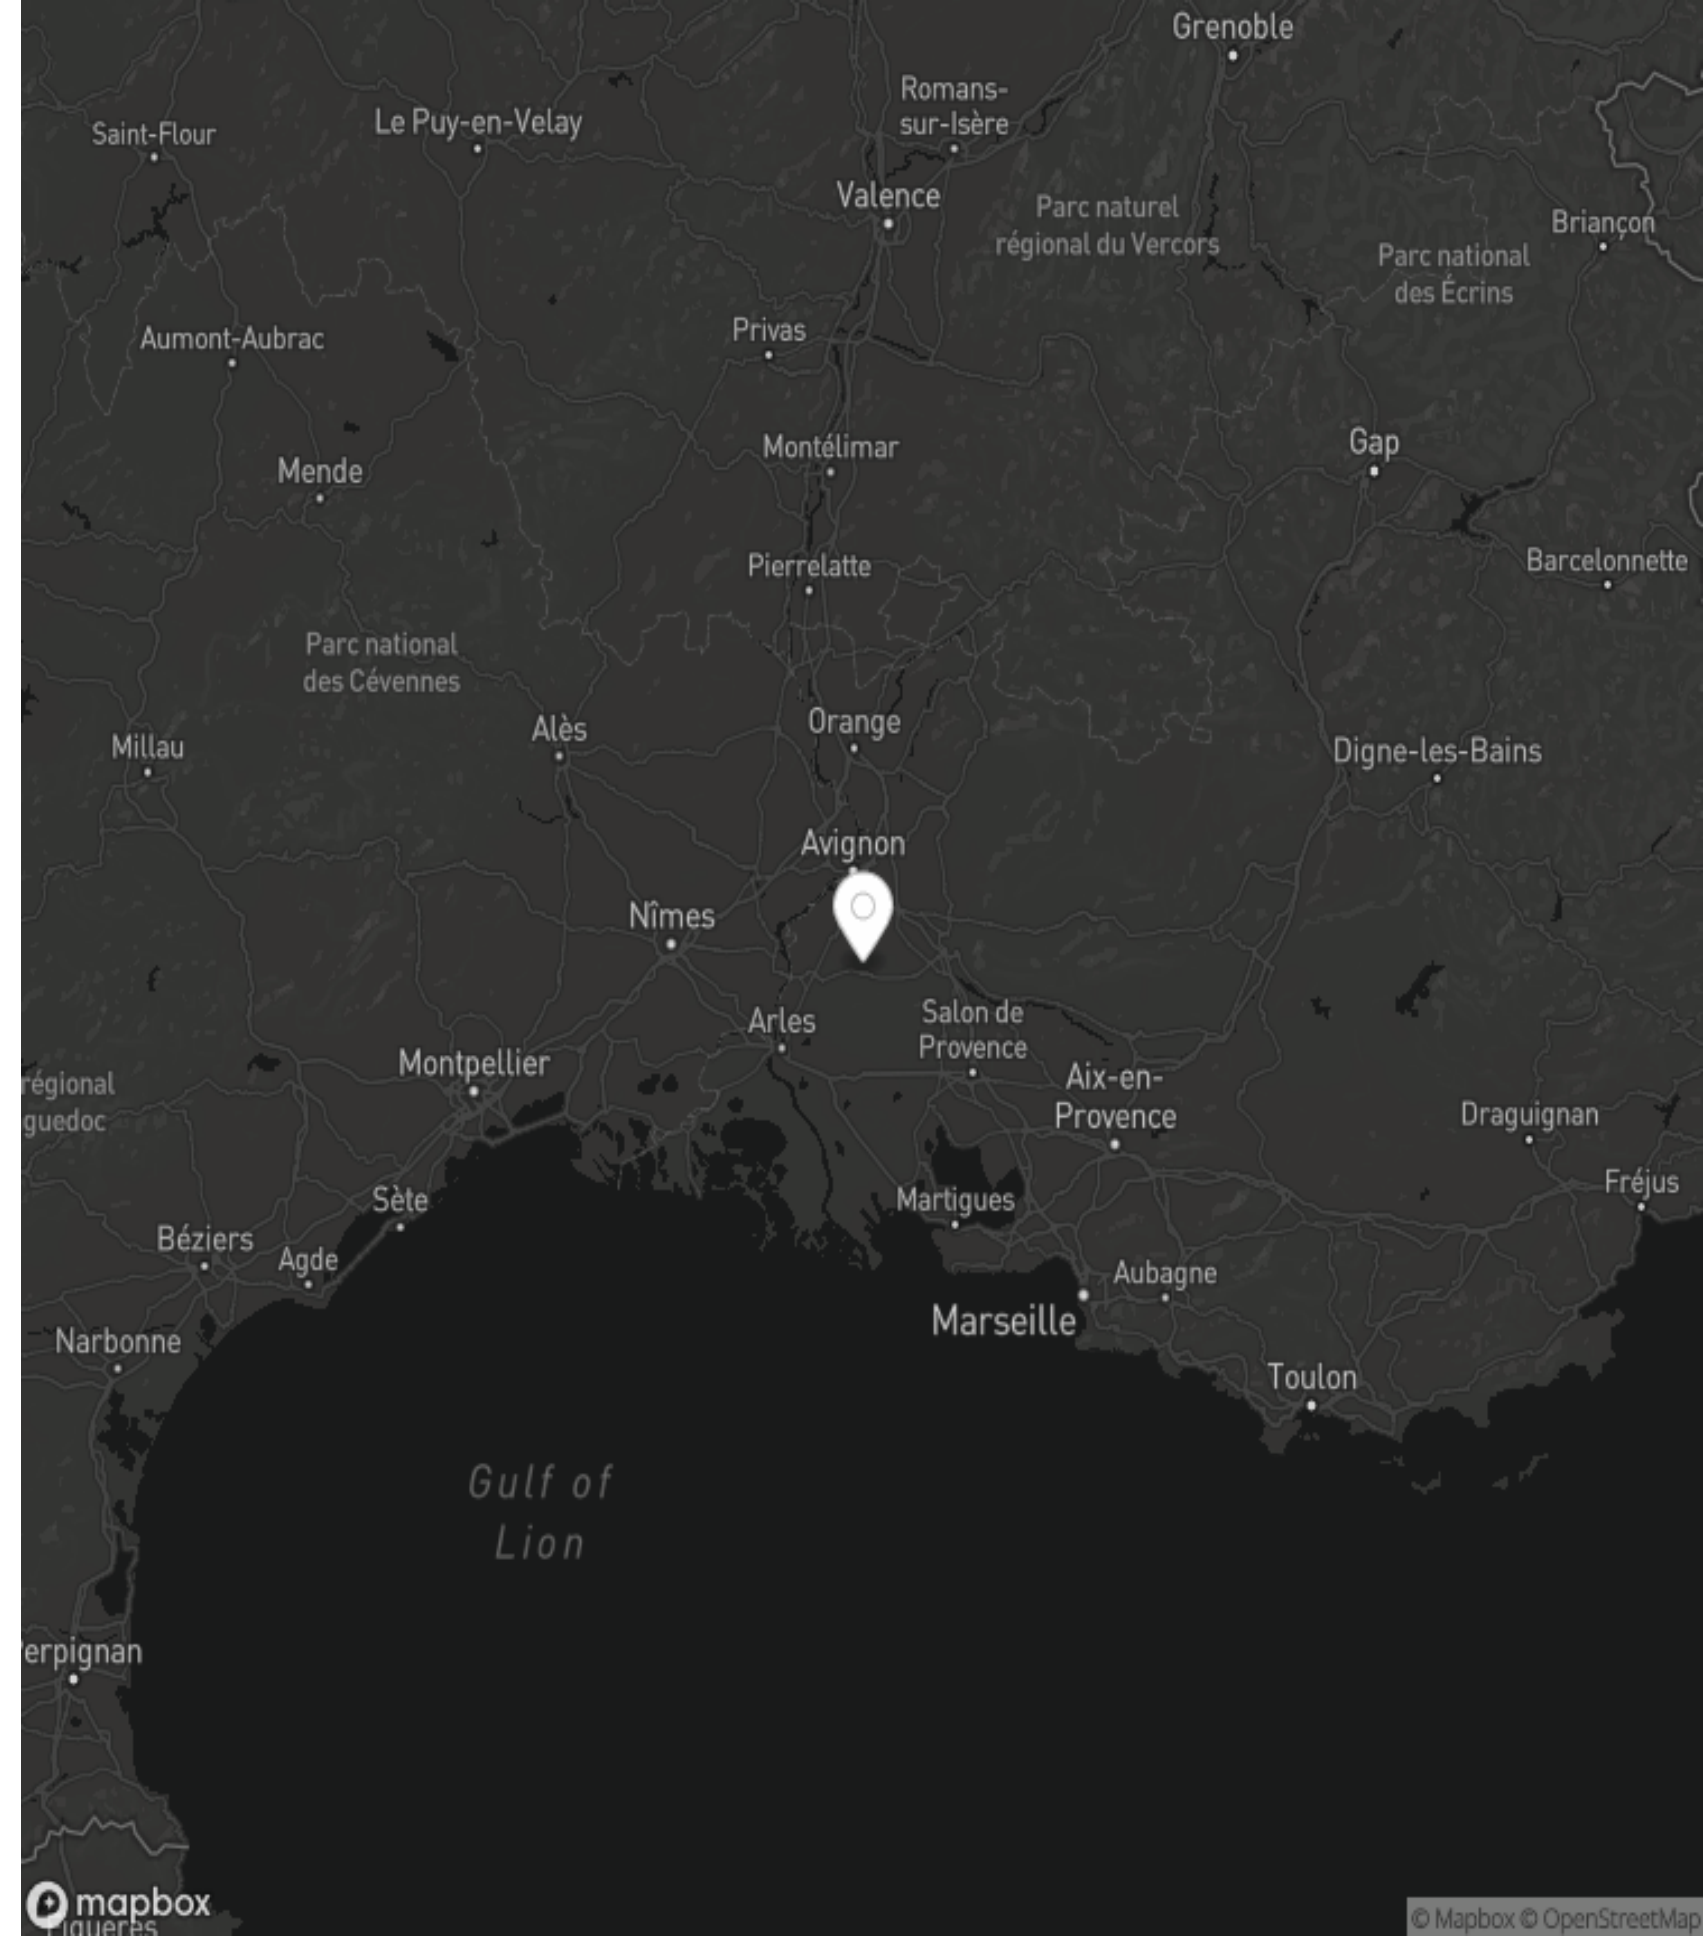 Grenoble
Romans-
sur-Isère
Saint-Flour
Le Puy-en-Velay
Valence
Parc naturel
régional du Vercors
Briançon
Parc national
des Écrins
Privas
Aumont-Aubrac
Montélimar
Gap
Mende
Pierrelatte
Barcelonnette
Parc national
des Cévennes
Orange
Alès
Millau
Digne-les-Bains
Avignon
Nîmes
Arles
Salon de
Provence
Montpellier
Aix-en-
Provence
régional
guedoc
Draguignan
Fréjus
Sète
Martigues
Béziers
Agde
Aubagne
Marseille
Narbonne
Toulon
Gulf of
Lion
erpignan
mapbox
Figueres
© Mapbox © OpenStreetMap